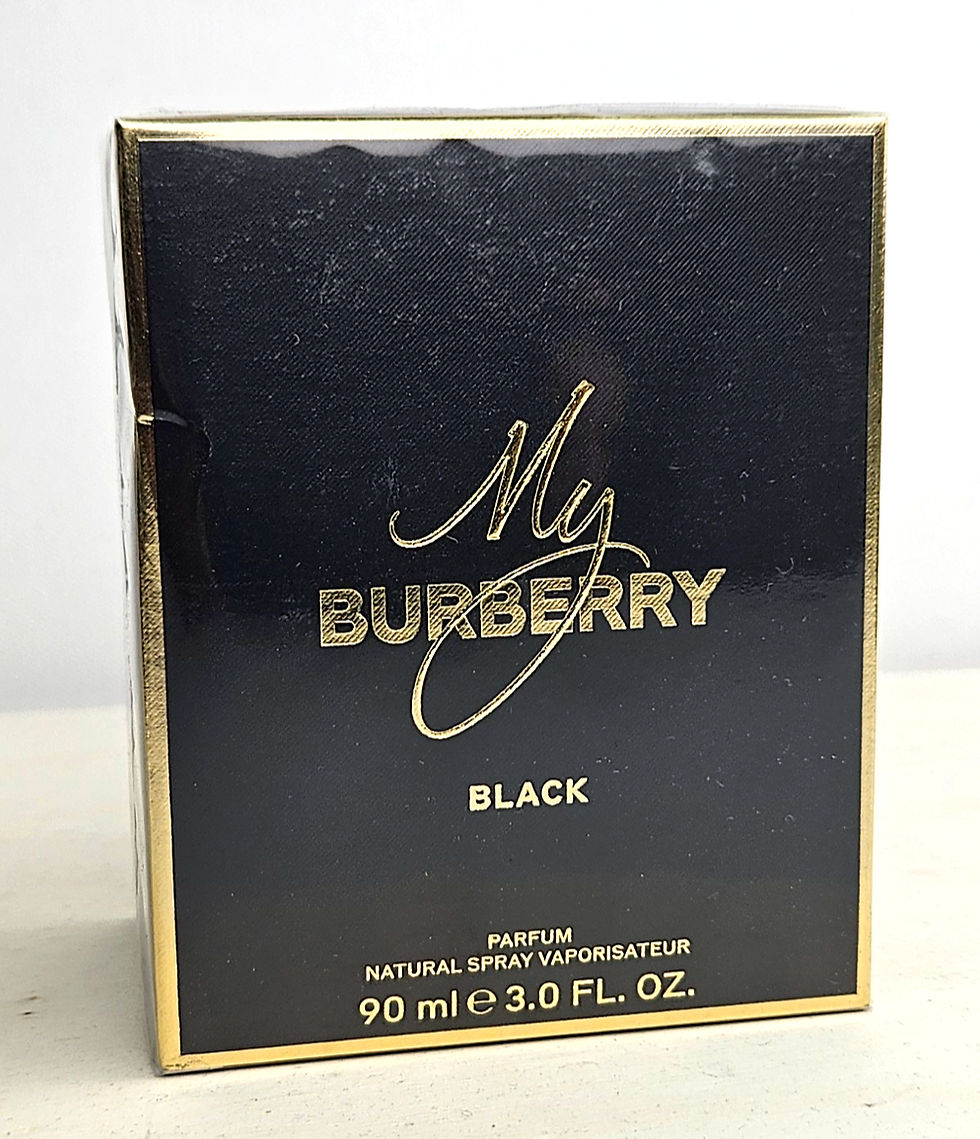 My
BURBERRY
BLACK
PARFUM
NATURAL SPRAY VAPORISATEUR
90 ml ℮ 3.0 FL. OZ.